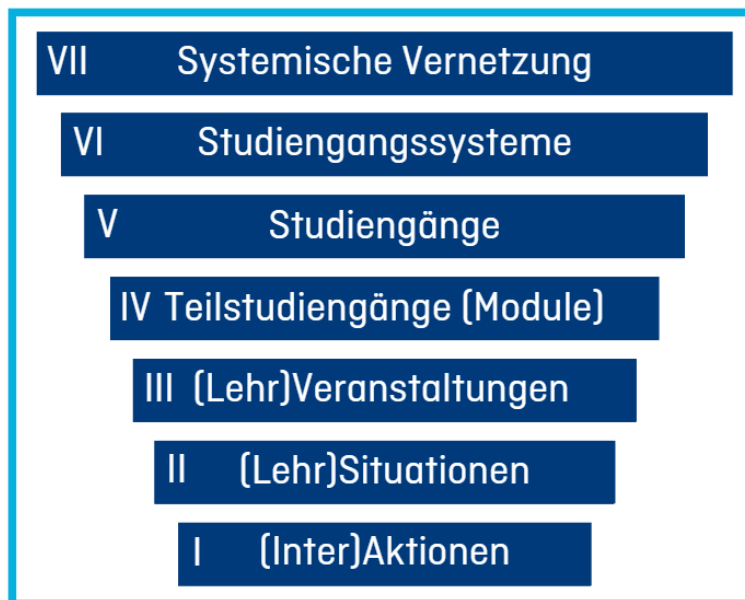 VII Systemische Vernetzung
VI Studiengangssysteme
V Studiengänge
IV Teilstudiengänge (Module)
III (Lehr)Veranstaltungen
II (Lehr)Situationen
I (Inter)Aktionen